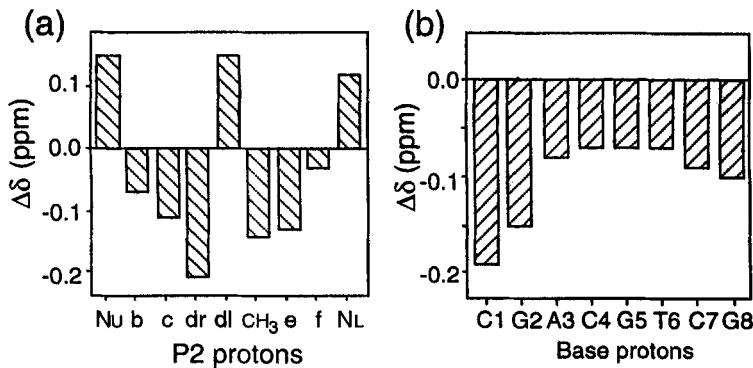 (a)
Δδ (ppm)
0.1
0.0
-0.1
-0.2
NU b c dr dl CH3 e f NL
P2 protons
(b)
Δδ (ppm)
0.0
-0.1
-0.2
C1 G2 A3 C4 G5 T6 C7 G8
Base protons